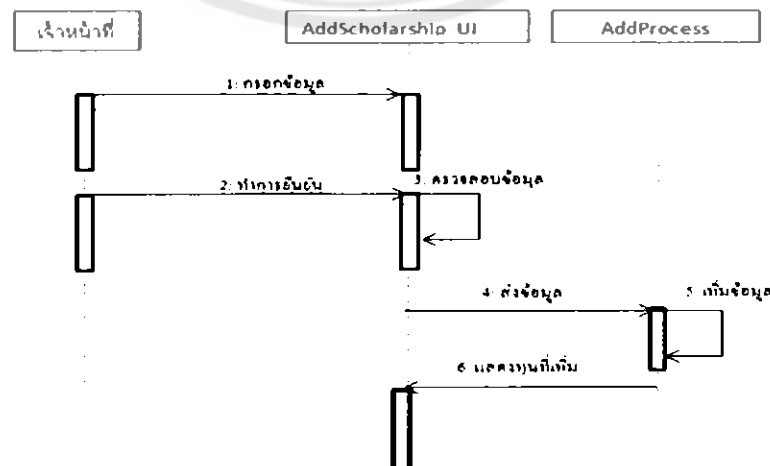 เจ้าหน้าที่
AddScholarship UI
AddProcess
1: กรอกข้อมูล
2: ทำการยืนยัน
3: ตรวจสอบข้อมูล
4: ส่งข้อมูล
5: เพิ่มข้อมูล
6: แสดงทุนที่เพิ่ม